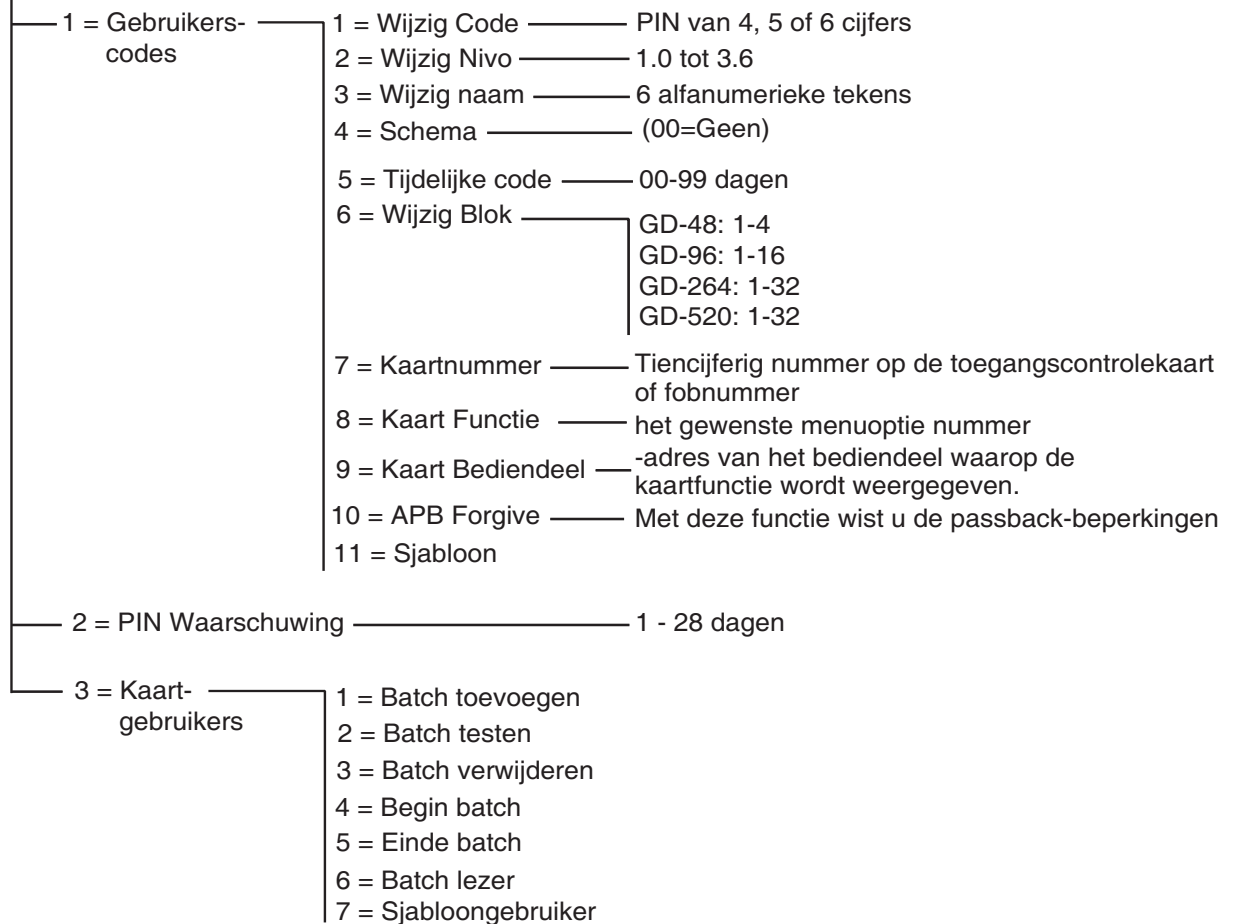 1 = Gebruikers-
codes
1 = Wijzig Code
PIN van 4, 5 of 6 cijfers
2 = Wijzig Nivo
1.0 tot 3.6
3 = Wijzig naam
6 alfanumerieke tekens
4 = Schema
(00=Geen)
5 = Tijdelijke code
00-99 dagen
6 = Wijzig Blok
GD-48: 1-4
GD-96: 1-16
GD-264: 1-32
GD-520: 1-32
7 = Kaartnummer
Tiencijferig nummer op de toegangscontrolekaart
of fobnummer
8 = Kaart Functie
het gewenste menuoptie nummer
9 = Kaart Bediendeel
-adres van het bediendeel waarop de
kaartfunctie wordt weergegeven.
10 = APB Forgive
Met deze functie wist u de passback-beperkingen
11 = Sjabloon
2 = PIN Waarschuwing
1 - 28 dagen
3 = Kaart-
gebruikers
1 = Batch toevoegen
2 = Batch testen
3 = Batch verwijderen
4 = Begin batch
5 = Einde batch
6 = Batch lezer
7 = Sjabloongebruiker